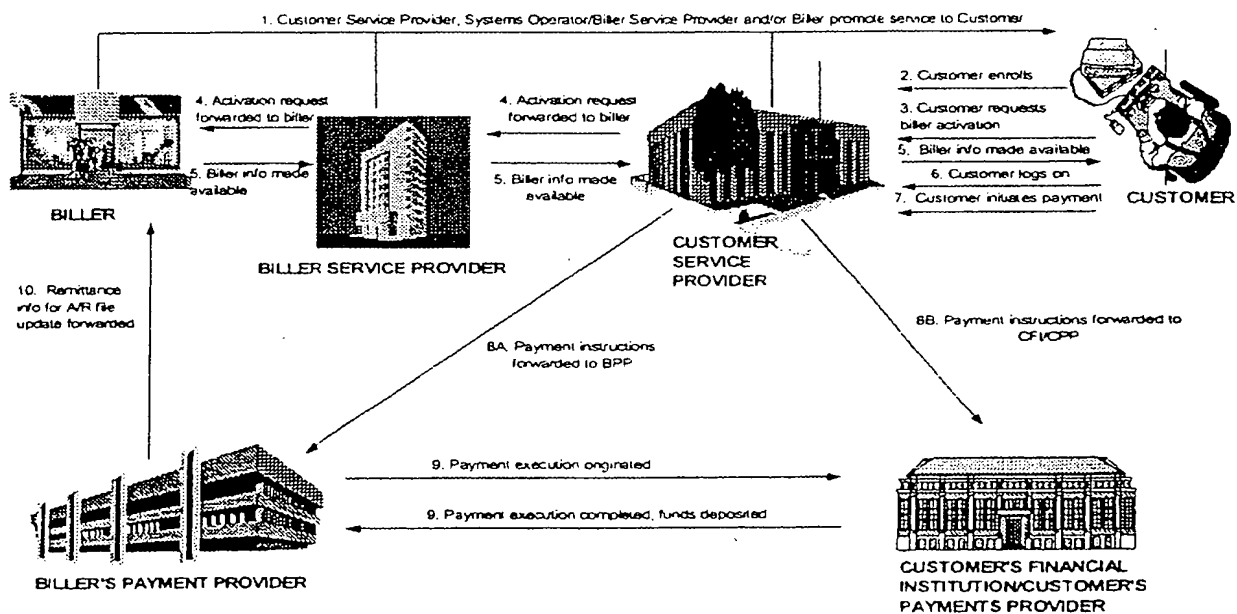 1. Customer Service Provider, Systems Operator/Biller Service Provider and/or Biller promote service to Customer
4. Activation request
forwarded to biller
5. Biller info made
available
BILLER
BILLER SERVICE PROVIDER
4. Activation request
forwarded to biller
5. Biller info made
available
CUSTOMER
SERVICE
PROVIDER
2. Customer enrolls
3. Customer requests
biller activation
5. Biller info made available
6. Customer logs on
7. Customer initiates payment
CUSTOMER
10. Remittance
info for A/R file
update forwarded
8A. Payment instructions
forwarded to BPP
8B. Payment instructions forwarded to
CFI/CPP
9. Payment execution originated
9. Payment execution completed, funds deposited
BILLER'S PAYMENT PROVIDER
CUSTOMER'S FINANCIAL
INSTITUTION/CUSTOMER'S
PAYMENTS PROVIDER